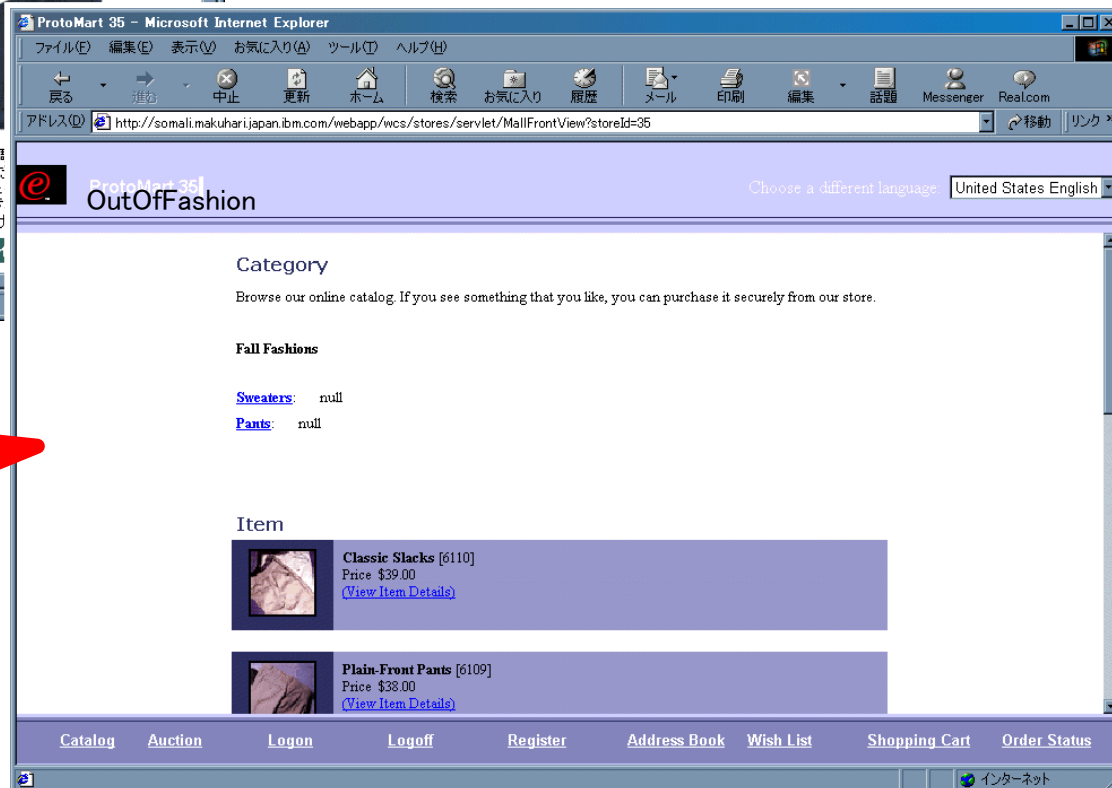 ProtoMart 35 - Microsoft Internet Explorer
ファイル(F) 編集(E) 表示(V) お気に入り(A) ツール(T) ヘルプ(H)
戻る 進む 中止 更新 ホーム 検索 お気に入り 履歴 メール 印刷 編集 話題 Messenger Real.com
アドレス(D) http://somali.makuhari.japan.ibm.com/webapp/wcs/stores/servlet/MallFrontView?storeId=35 移動 リンク »
ProtoMart 35
OutOfFashion
Choose a different language: United States English
Category
Browse our online catalog. If you see something that you like, you can purchase it securely from our store.
Fall Fashions
Sweaters: null
Pants: null
Item
Classic Slacks [6110]
Price $39.00
(View Item Details)
Plain-Front Pants [6109]
Price $38.00
(View Item Details)
Catalog Auction Logon Logoff Register Address Book Wish List Shopping Cart Order Status
インターネット